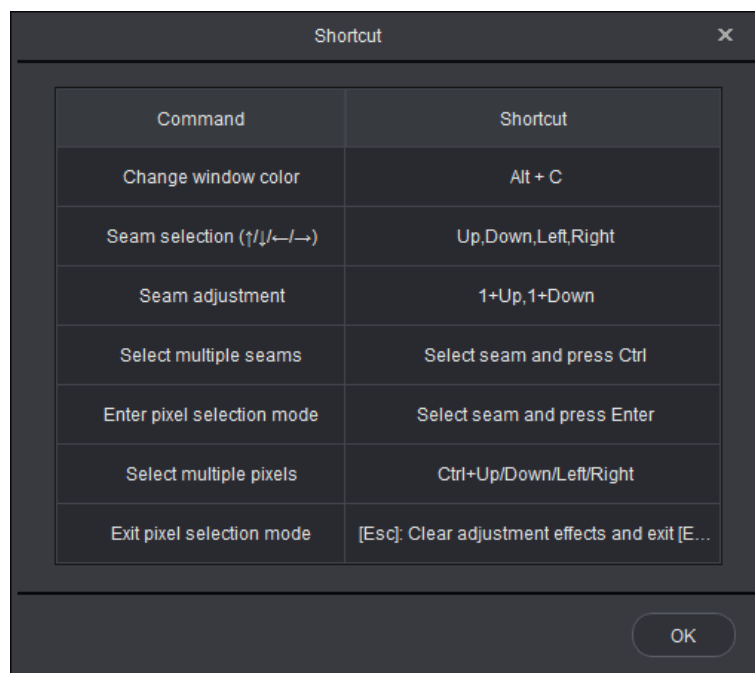 Shortcut
Command Shortcut
Change window color Alt + C
Seam selection (↑/↓/←/→) Up,Down,Left,Right
Seam adjustment 1+Up,1+Down
Select multiple seams Select seam and press Ctrl
Enter pixel selection mode Select seam and press Enter
Select multiple pixels Ctrl+Up/Down/Left/Right
Exit pixel selection mode [Esc]: Clear adjustment effects and exit [E...
OK